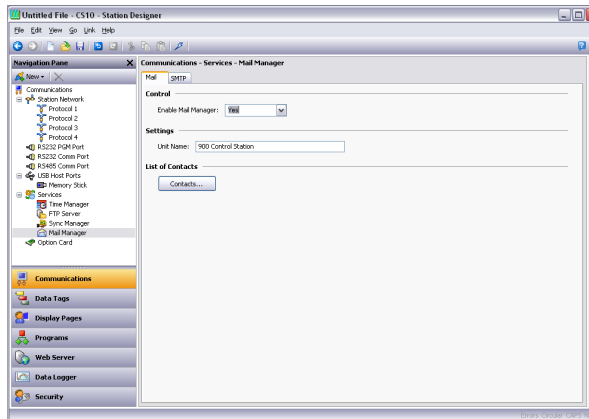 Untitled File - CS10 - Station Designer
File Edit View Go Link Help
Navigation Pane
New
Communications
Station Network
Protocol 1
Protocol 2
Protocol 3
Protocol 4
RS232 PGM Port
RS232 Comm Port
RS485 Comm Port
USB Host Ports
Memory Stick
Services
Time Manager
FTP Server
Sync Manager
Mail Manager
Option Card
Communications
Data Tags
Display Pages
Programs
Web Server
Data Logger
Security
Communications - Services - Mail Manager
Mail SMTP
Control
Enable Mail Manager: Yes
Settings
Unit Name: 900 Control Station
List of Contacts
Contacts...
Errors Circular CAPS